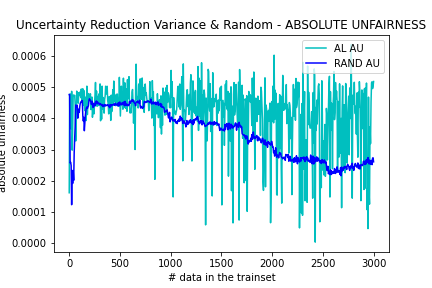 Uncertainty Reduction Variance & Random - ABSOLUTE UNFAIRNESS
AL AU
RAND AU
absolute unfairness
0.0006
0.0005
0.0004
0.0003
0.0002
0.0001
0.0000
0
500
1000
1500
2000
2500
3000
# data in the trainset